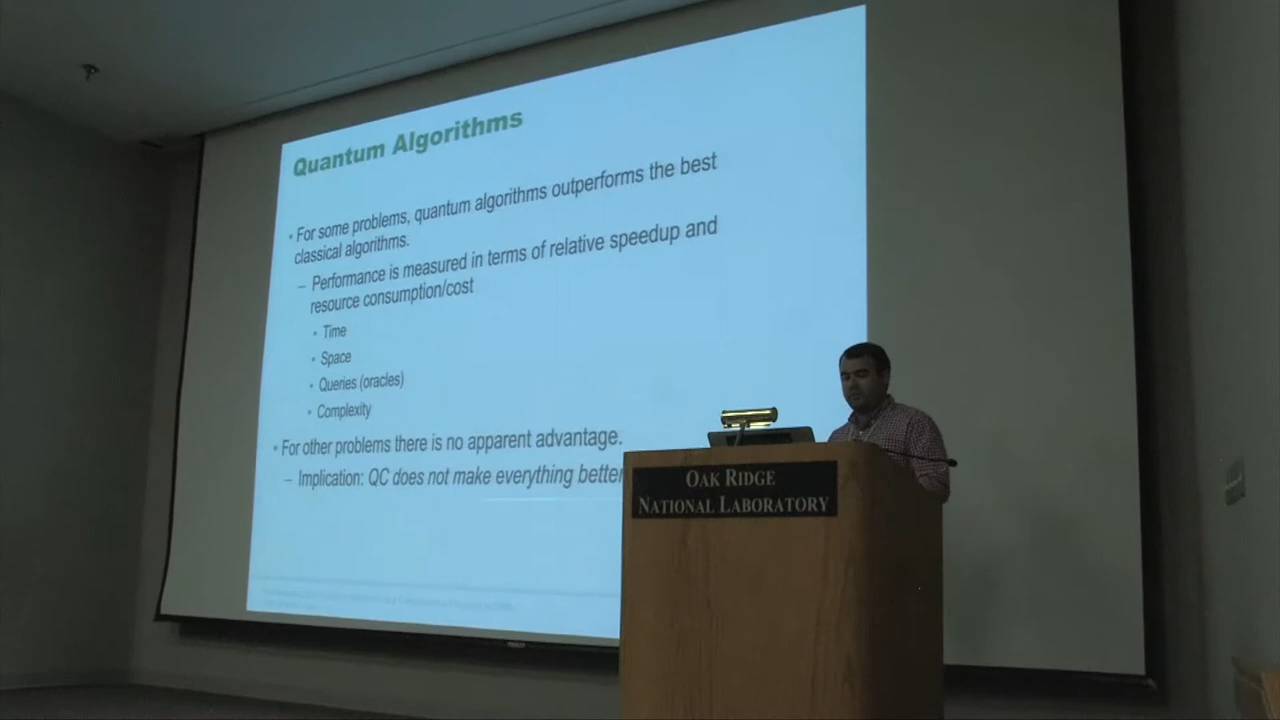 Quantum Algorithms
• For some problems, quantum algorithms outperforms the best
classical algorithms.
– Performance is measured in terms of relative speedup and
resource consumption/cost
• Time
• Space
• Queries (oracles)
• Complexity
• For other problems there is no apparent advantage.
– Implication: QC does not make everything better
OAK RIDGE
NATIONAL LABORATORY